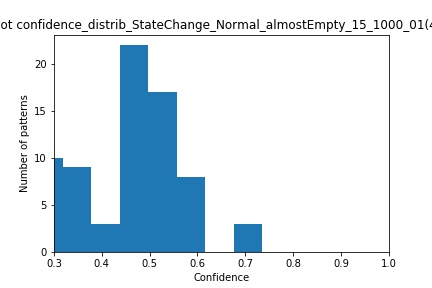 ot confidence_distrib_StateChange_Normal_almostEmpty_15_1000_01(4
20
15
10
5
0
Number of patterns
0.3 0.4 0.5 0.6 0.7 0.8 0.9 1.0
Confidence